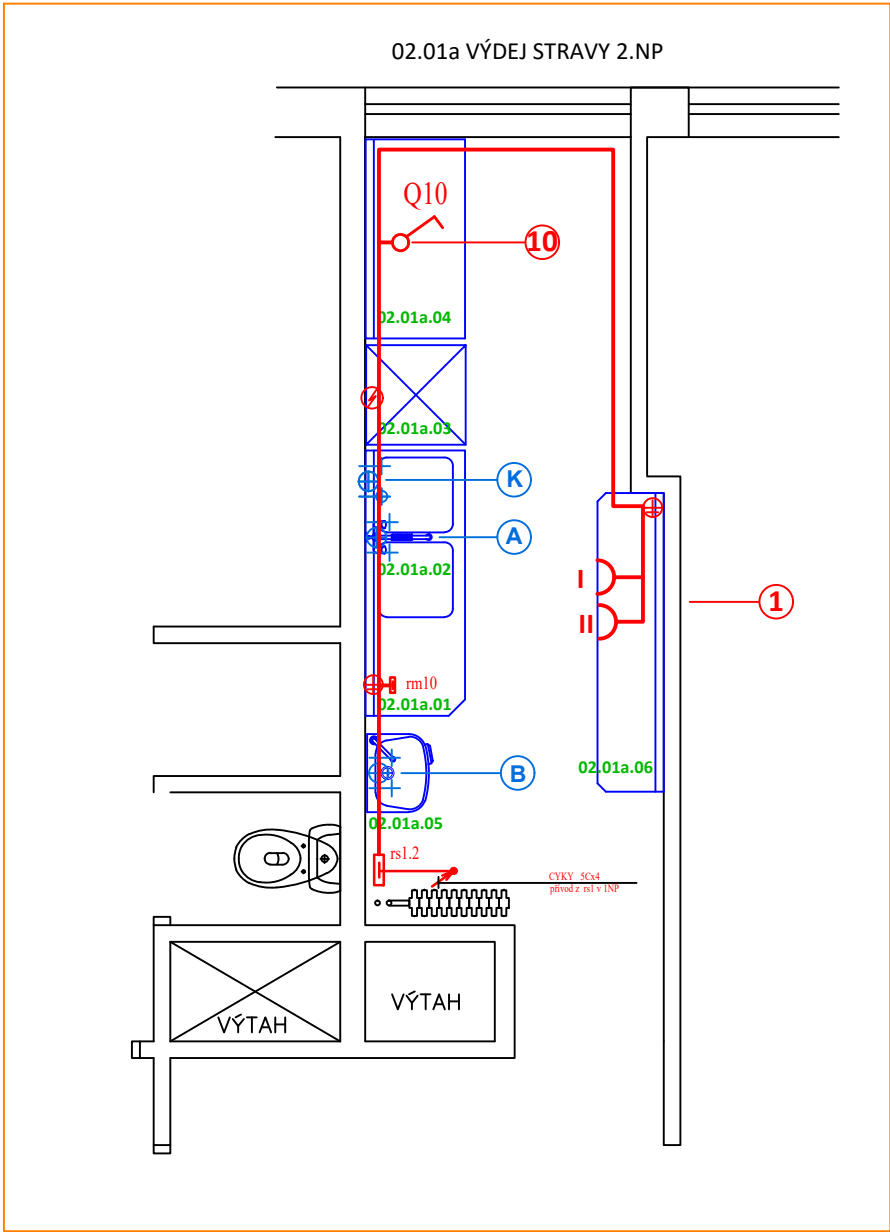 02.01a VÝDEJ STRAVY 2.NP
Q10
10
02.01a.04
02.01a.03
K
A
02.01a.02
I
II
1
rm10
02.01a.01
B
02.01a.06
02.01a.05
rs1.2
CYKY 5Cx4
přívod z rs1 v 1NP
VÝTAH
VÝTAH